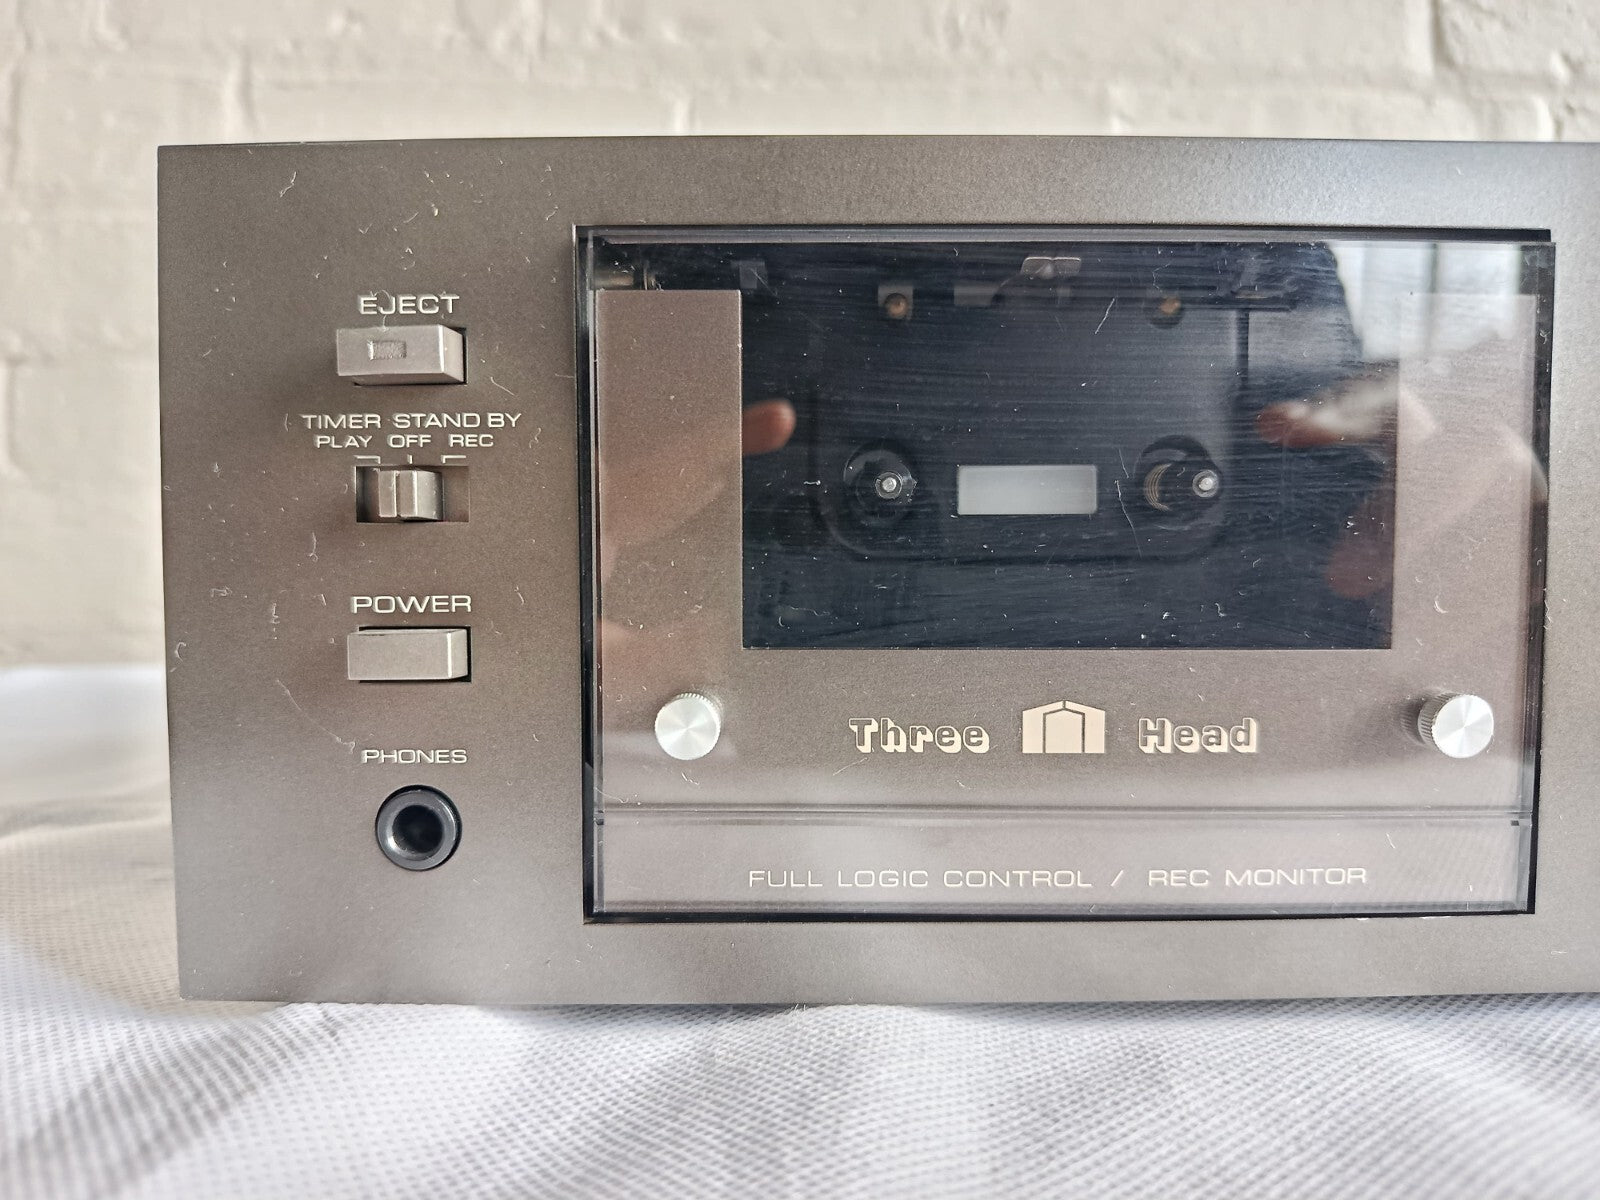 EJECT
TIMER STAND BY
PLAY OFF REC
POWER
PHONES
Three Head
FULL LOGIC CONTROL / REC MONITOR